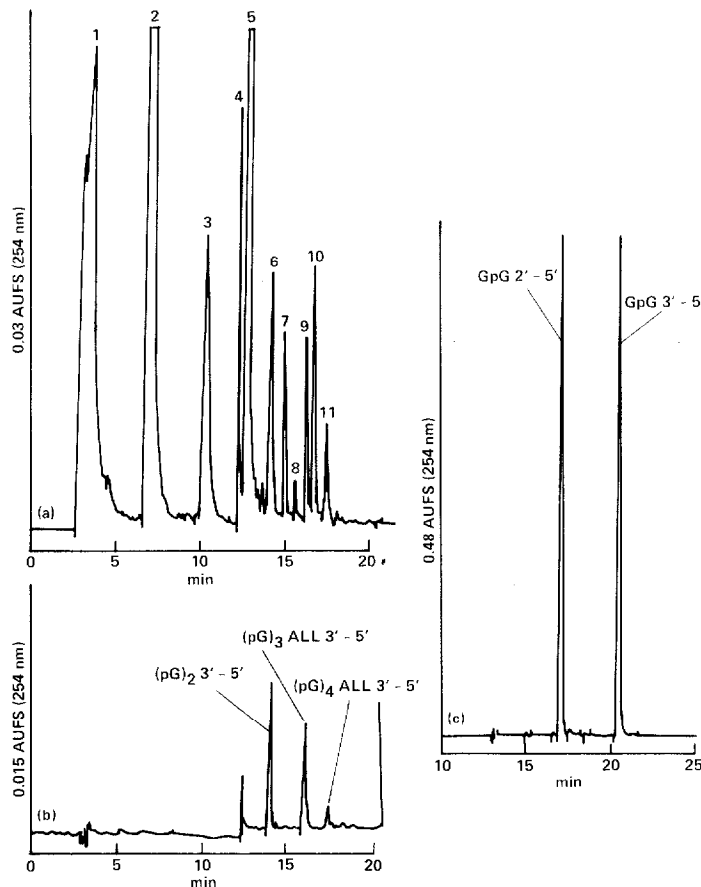 1
2
3
4
5
6
7
8
9
10
11
0.03 AUFS (254 nm)
(a)
0
5
10
15
20
min
(pG)2 3' - 5'
(pG)3 ALL 3' - 5'
(pG)4 ALL 3' - 5'
0.015 AUFS (254 nm)
(b)
0
5
10
15
20
min
GpG 2' - 5'
GpG 3' - 5
0.48 AUFS (254 nm)
(c)
10
15
20
25
min